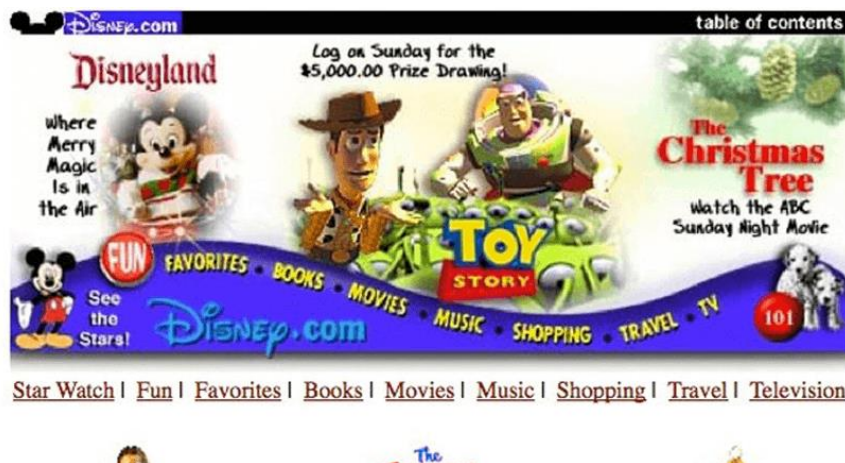 Disney.com
table of contents
Disneyland
Where
Merry
Magic
Is in
the Air
Log on Sunday for the
$5,000.00 Prize Drawing!
The
Christmas
Tree
Watch the ABC
Sunday Night Movie
TOY
STORY
FUN FAVORITES • BOOKS • MOVIES • MUSIC • SHOPPING • TRAVEL • TV
See
the
Stars!
Disney.com
101
Star Watch | Fun | Favorites | Books | Movies | Music | Shopping | Travel | Television
The